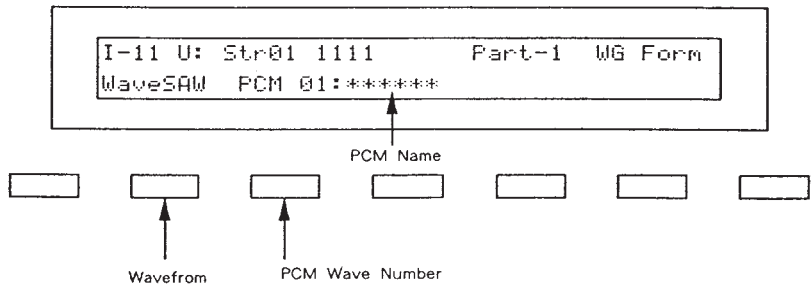 I-11 U: Str01 1111 Part-1 WG Form
WaveSAW PCM 01:******
PCM Name
Wavefrom PCM Wave Number